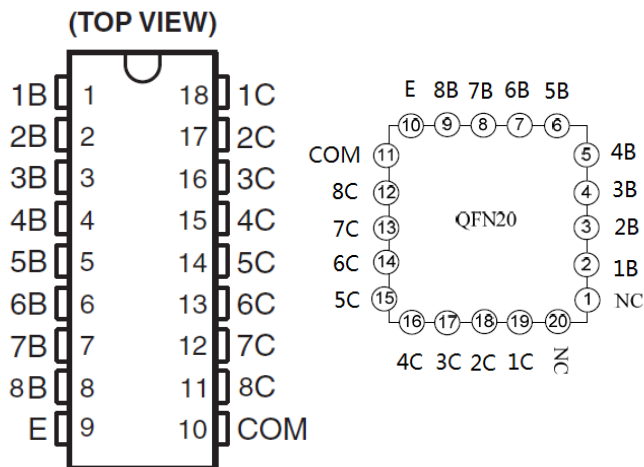 (TOP VIEW)
1B 1 18 1C
2B 2 17 2C
3B 3 16 3C
4B 4 15 4C
5B 5 14 5C
6B 6 13 6C
7B 7 12 7C
8B 8 11 8C
E 9 10 COM
E 8B 7B 6B 5B
10 9 8 7 6
COM 11 5 4B
8C 12 4 3B
7C 13 QFN20 3 2B
6C 14 2 1B
5C 15 1 NC
16 17 18 19 20
4C 3C 2C 1C NC